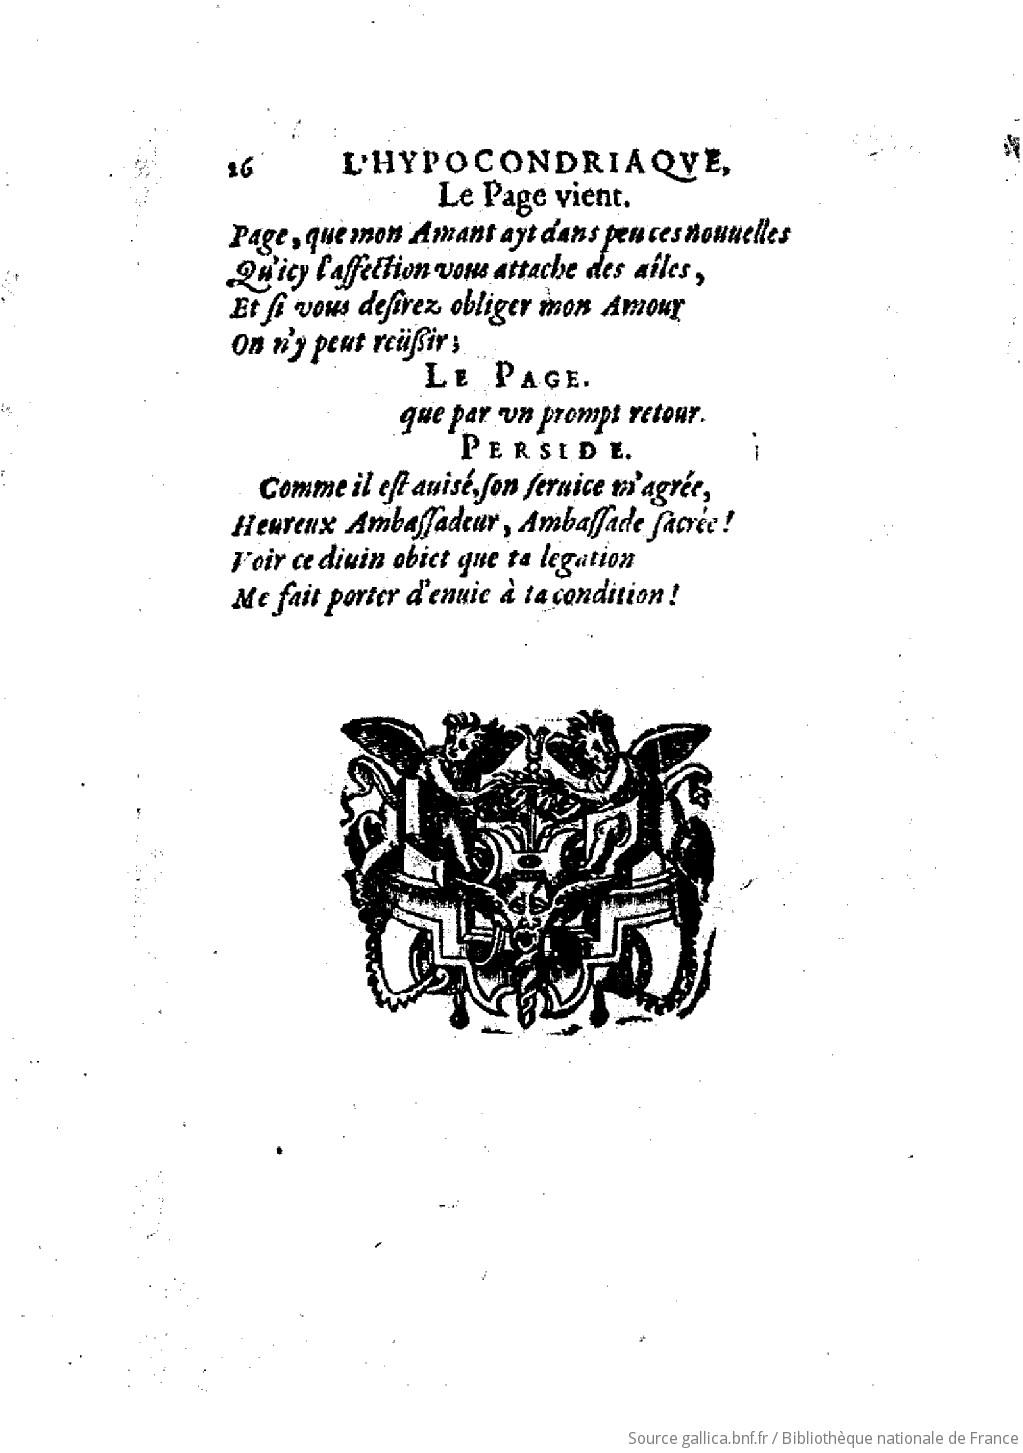 16 L'HYPOCONDRIAQVE,
Le Page vient.
Page, que mon Amant ayt dans peu ces nouuelles
Qu'icy l'affection vous attache des aîles,
Et ſi vous deſirez obliger mon Amour
On n'y peut reüſſir;
LE PAGE.
que par vn prompt retour.
PERSIDE.
Comme il eſt auisé, ſon ſeruice m'agrée,
Heureux Ambaſſadeur, Ambaſſade ſacrée!
Voir ce diuin obiet que ta legation
Me fait porter d'enuie à ta condition!
Source gallica.bnf.fr / Bibliothèque nationale de France